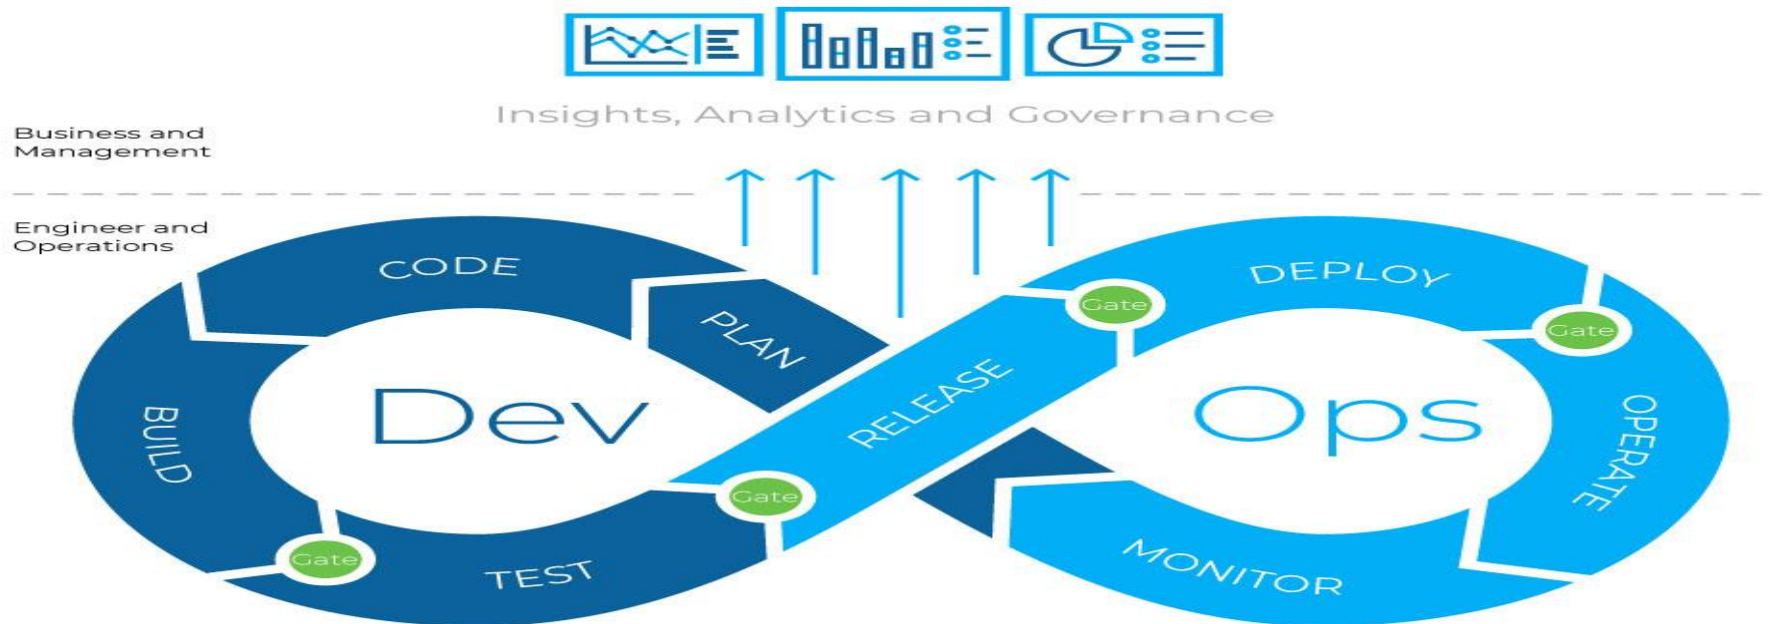 Insights, Analytics and Governance
Business and
Management
Engineer and
Operations
CODE
PLAN
BUILD
Dev
Gate
TEST
Gate
RELEASE
Gate
DEPLOY
Gate
Ops
OPERATE
MONITOR